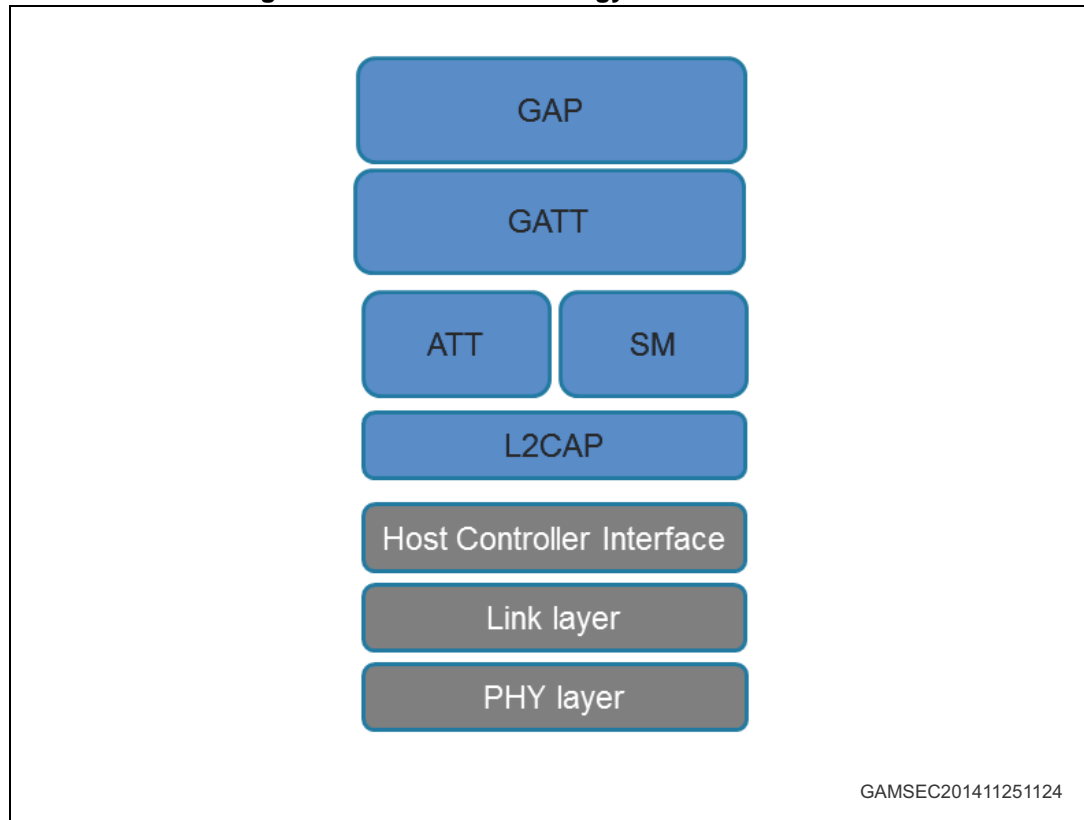 GAP
GATT
ATT SM
L2CAP
Host Controller Interface
Link layer
PHY layer
GAMSEC201411251124